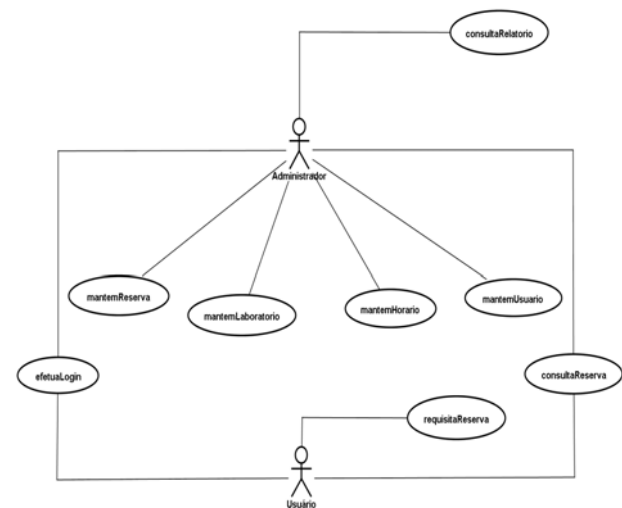 consultaRelatorio
Administrador
mantemReserva
mantemLaboratorio
mantemHorario
mantemUsuario
efetuaLogin
consultaReserva
requisitaReserva
Usuário